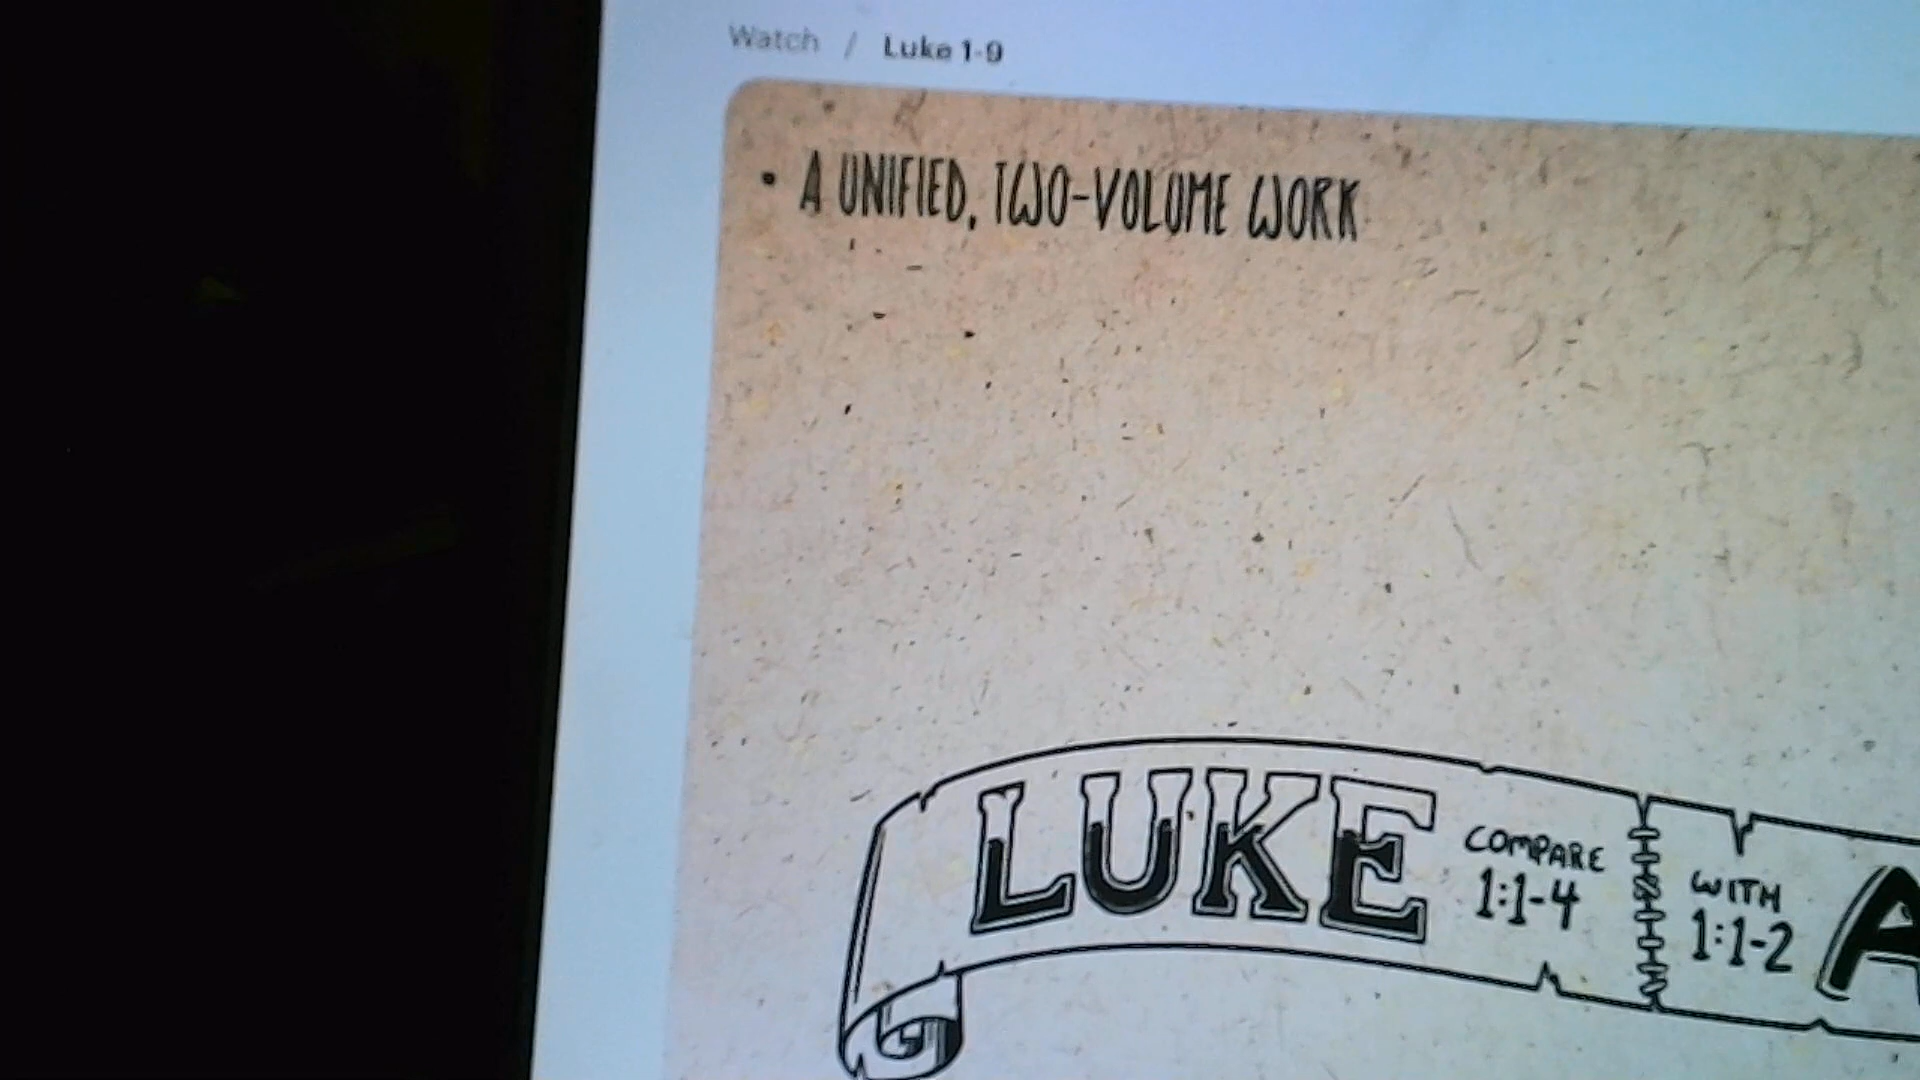 Watch / Luke 1-9
• A UNIFIED, TWO-VOLUME WORK
LUKE COMPARE 1:1-4 WITH 1:1-2